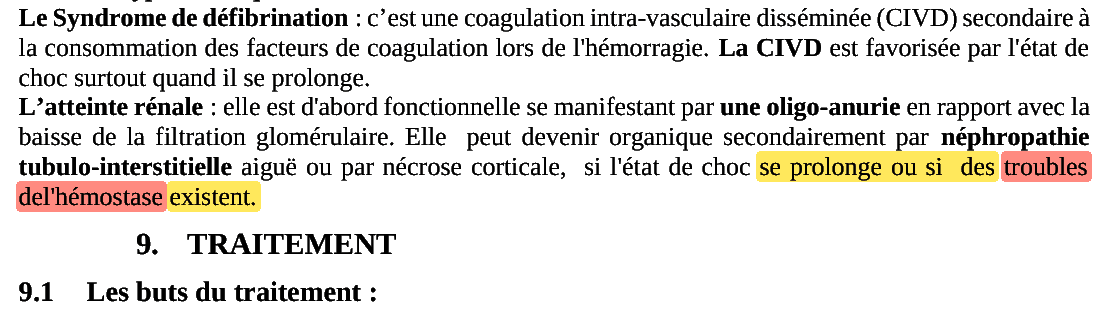 Le Syndrome de défibrination : c’est une coagulation intra-vasculaire disséminée (CIVD) secondaire à
la consommation des facteurs de coagulation lors de l'hémorragie. La CIVD est favorisée par l'état de
choc surtout quand il se prolonge.
L’atteinte rénale : elle est d'abord fonctionnelle se manifestant par une oligo-anurie en rapport avec la
baisse de la filtration glomérulaire. Elle peut devenir organique secondairement par néphropathie
tubulo-interstitielle aiguë ou par nécrose corticale, si l'état de choc se prolonge ou si des troubles
del'hémostase existent.
9. TRAITEMENT
9.1 Les buts du traitement :